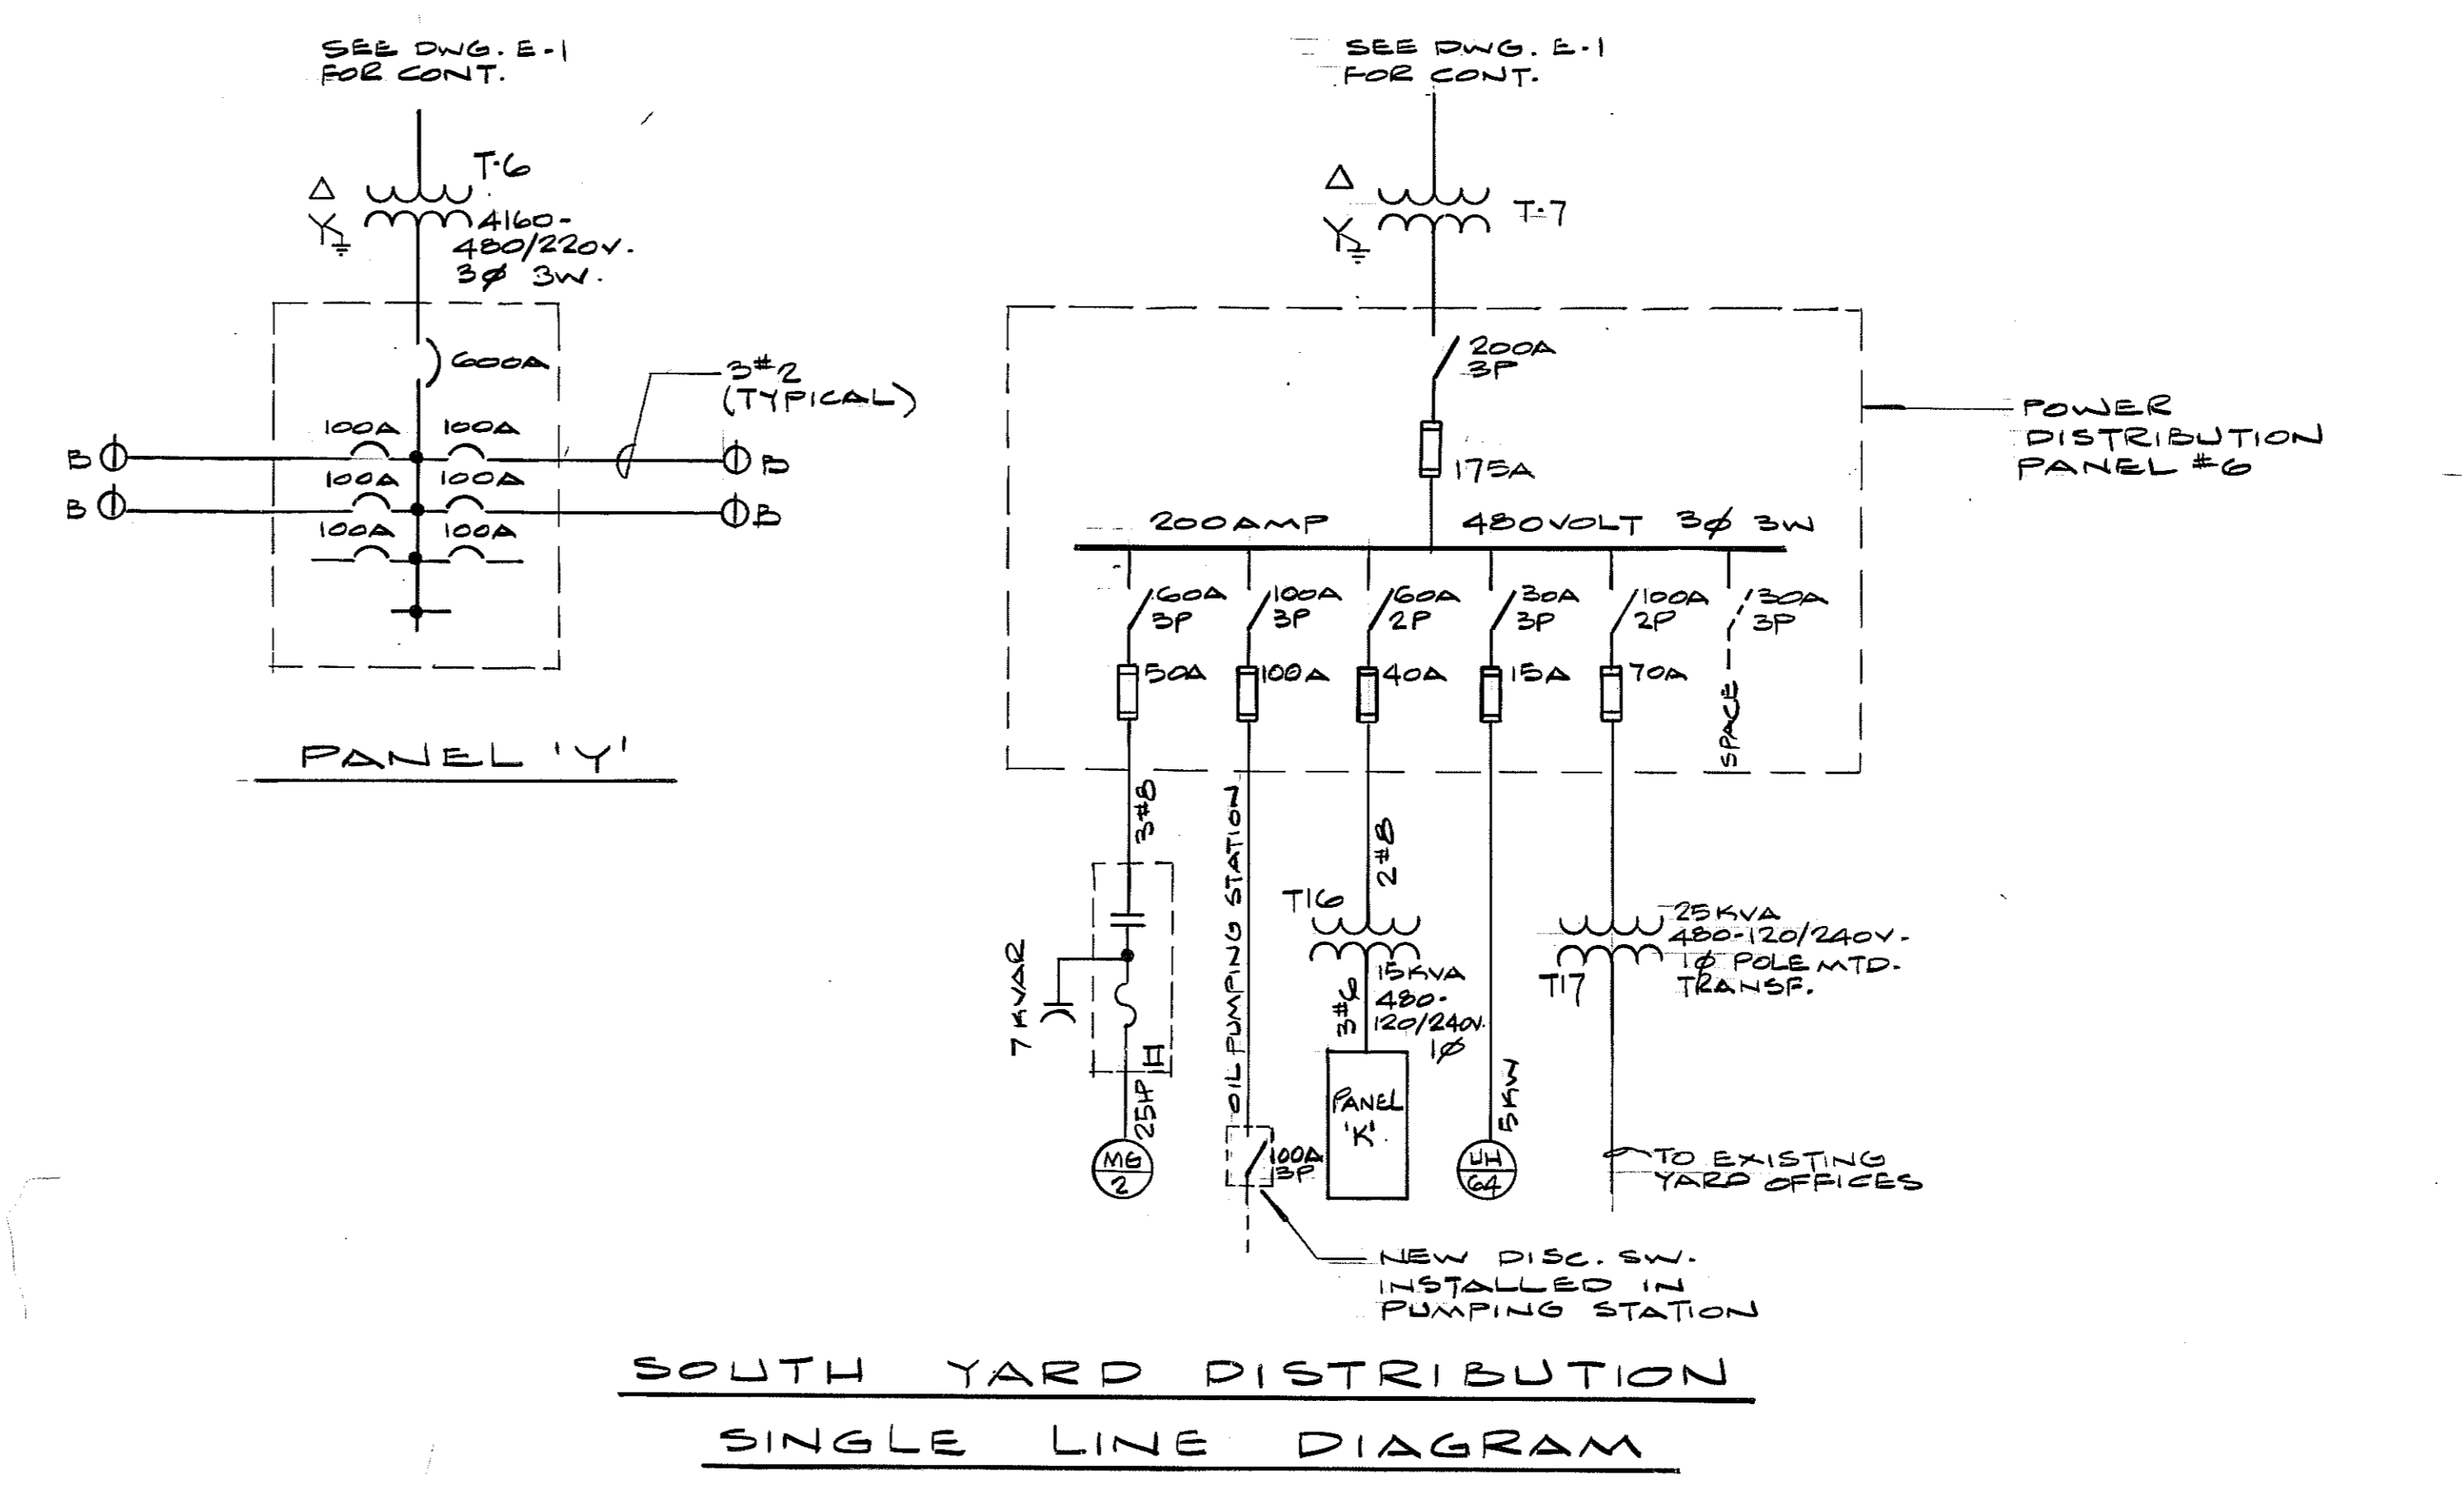 SEE DWG. E-1
FOR CONT.
T-6
Δ
Y
4160-
480/220V.
3Ø 3W.
600A
3#2
(TYPICAL)
100A 100A
B B
100A 100A
B B
100A 100A
PANEL 'Y'
SEE DWG. E-1
FOR CONT.
Δ
Y
T-7
200A
3P
175A
POWER
DISTRIBUTION
PANEL #6
200AMP 480VOLT 3Ø 3W
60A
3P
100A
3P
60A
2P
30A
3P
100A
2P
30A
3P
50A
100A
40A
15A
70A
SPACE
3#8
7 KVAR
H
25HP
MG
2
OIL PUMPING STATION
100A
3P
2#8
T16
15KVA
480-
120/240V.
1Ø
3#6
PANEL
'K'
5KW
UH
64
25KVA
480-120/240V.
1Ø POLE MTD.
TRANSF.
T17
TO EXISTING
YARD OFFICES
NEW DISC. SW.
INSTALLED IN
PUMPING STATION
SOUTH YARD DISTRIBUTION
SINGLE LINE DIAGRAM